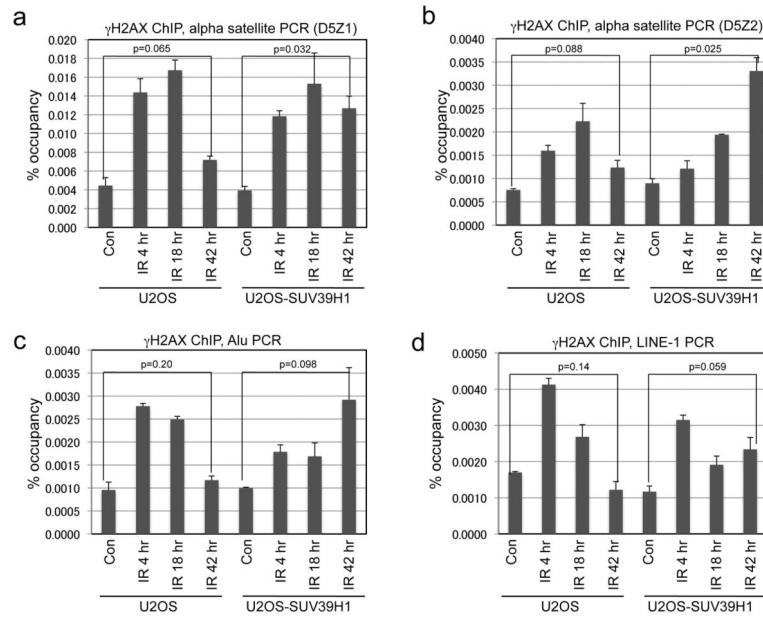 a
γH2AX ChIP, alpha satellite PCR (D5Z1)
% occupancy
0.020
0.018
0.016
0.014
0.012
0.010
0.008
0.006
0.004
0.002
0.000
p=0.065
p=0.032
Con
IR 4 hr
IR 18 hr
IR 42 hr
Con
IR 4 hr
IR 18 hr
IR 42 hr
U2OS
U2OS-SUV39H1
b
γH2AX ChIP, alpha satellite PCR (D5Z2)
% occupancy
0.0040
0.0035
0.0030
0.0025
0.0020
0.0015
0.0010
0.0005
0.0000
p=0.088
p=0.025
Con
IR 4 hr
IR 18 hr
IR 42 hr
Con
IR 4 hr
IR 18 hr
IR 42 hr
U2OS
U2OS-SUV39H1
c
γH2AX ChIP, Alu PCR
% occupancy
0.0040
0.0035
0.0030
0.0025
0.0020
0.0015
0.0010
0.0005
0.0000
p=0.20
p=0.098
Con
IR 4 hr
IR 18 hr
IR 42 hr
Con
IR 4 hr
IR 18 hr
IR 42 hr
U2OS
U2OS-SUV39H1
d
γH2AX ChIP, LINE-1 PCR
% occupancy
0.0050
0.0040
0.0030
0.0020
0.0010
0.0000
p=0.14
p=0.059
Con
IR 4 hr
IR 18 hr
IR 42 hr
Con
IR 4 hr
IR 18 hr
IR 42 hr
U2OS
U2OS-SUV39H1